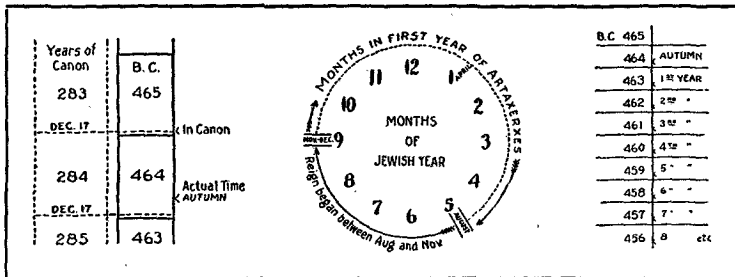 Years of
Canon
B.C.
283 465
DEC. 17
In Canon
284 464
Actual Time
AUTUMN
DEC. 17
285 463
MONTHS IN FIRST YEAR OF ARTAXERXES
12
11
1 APRIL
10
2
MONTHS
NOV.-DEC. 9
OF
3
JEWISH YEAR
8
4
7
6
5 AUGUST
Reign began between Aug and Nov.
B.C 465
464 AUTUMN
463 1ST YEAR
462 2ND "
461 3RD "
460 4TH "
459 5 " "
458 6 " "
457 7 " "
456 8 etc